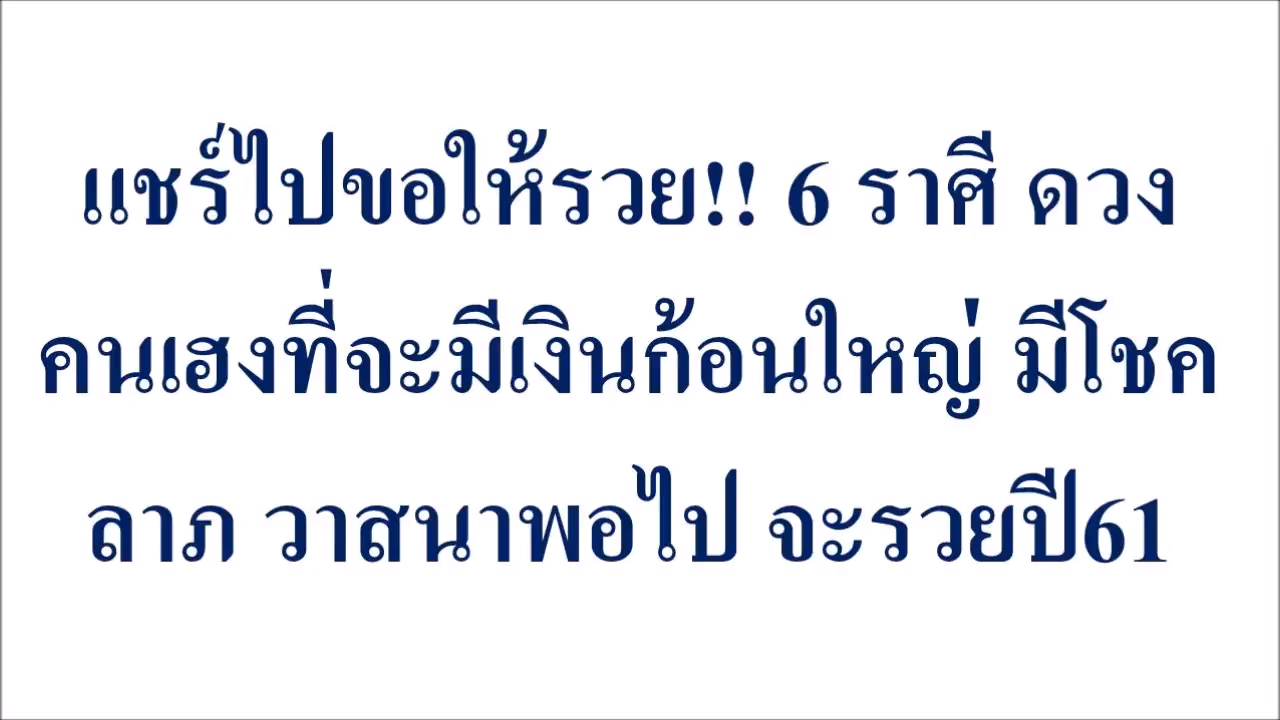 แชร์ไปขอให้รวย!! 6 ราศี ดวง
คนเฮงที่จะมีเงินก้อนใหญ่ มีโชค
ลาภ วาสนาพอไป จะรวยปี61